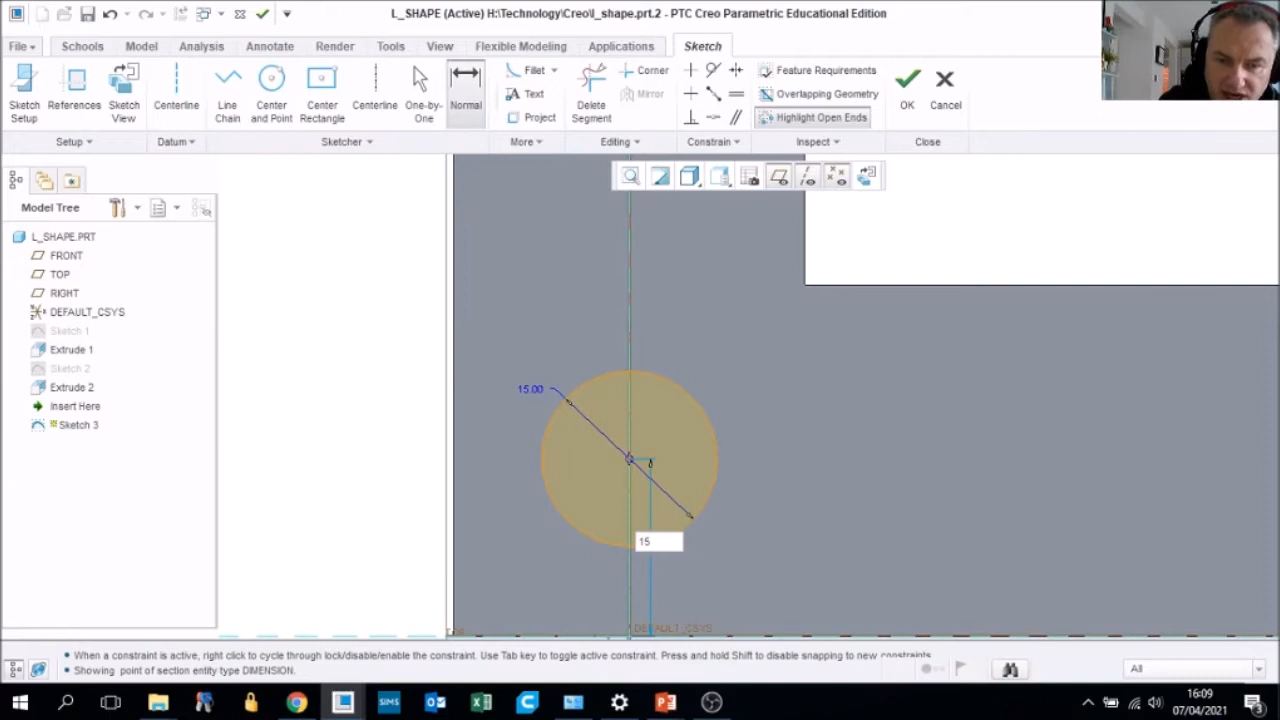 L_SHAPE (Active) H:\Technology\Creo\l_shape.prt.2 - PTC Creo Parametric Educational Edition
File Schools Model Analysis Annotate Render Tools View Flexible Modeling Applications Sketch
Sketch Setup
References
Sketch View
Centerline
Line Chain
Center and Point
Center Rectangle
Centerline
One-by-One
Normal
Fillet
Text
Project
Delete Segment
Corner
Mirror
Feature Requirements
Overlapping Geometry
Highlight Open Ends
OK
Cancel
Setup Datum Sketcher More Editing Constrain Inspect Close
Model Tree
L_SHAPE.PRT
FRONT
TOP
RIGHT
DEFAULT_CSYS
Sketch 1
Extrude 1
Sketch 2
Extrude 2
Insert Here
Sketch 3
15.00
15
DEFAULT_CSYS
When a constraint is active, right click to cycle through lock/disable/enable the constraint. Use Tab key to toggle active constraint. Press and hold Shift to disable snapping to new constraints.
Showing point of section entity type DIMENSION.
All
SIMS
16:09
07/04/2021
3